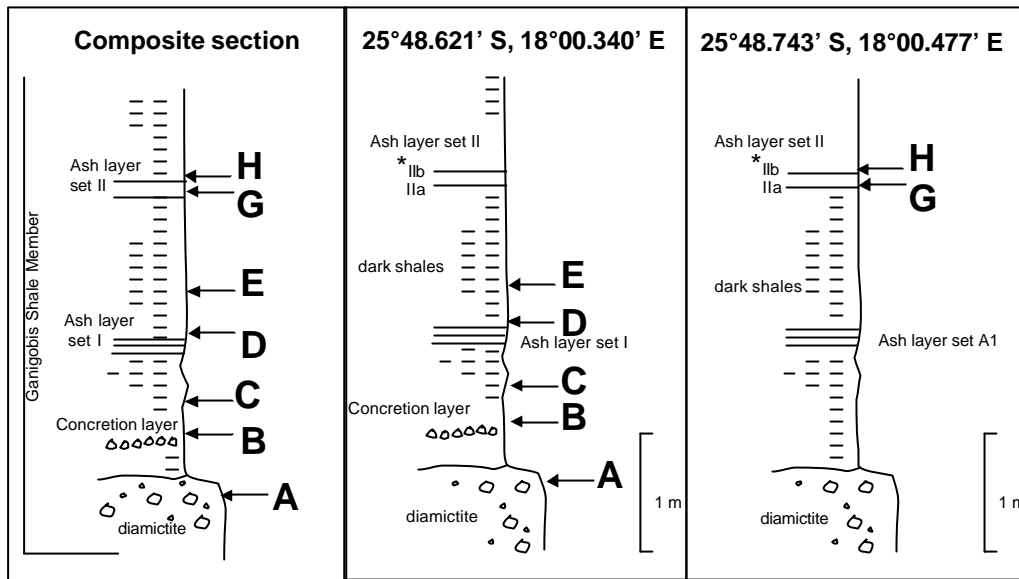 Composite section
Ash layer
set II
H
G
E
Ash layer
set I
D
C
Concretion layer
B
A
diamictite
Ganigobis Shale Member
25°48.621' S, 18°00.340' E
Ash layer set II
* IIb
IIa
dark shales
E
D
Ash layer set I
C
Concretion layer
B
A
diamictite
1 m
25°48.743' S, 18°00.477' E
Ash layer set II
* IIb
IIa
H
G
dark shales
Ash layer set A1
diamictite
1 m